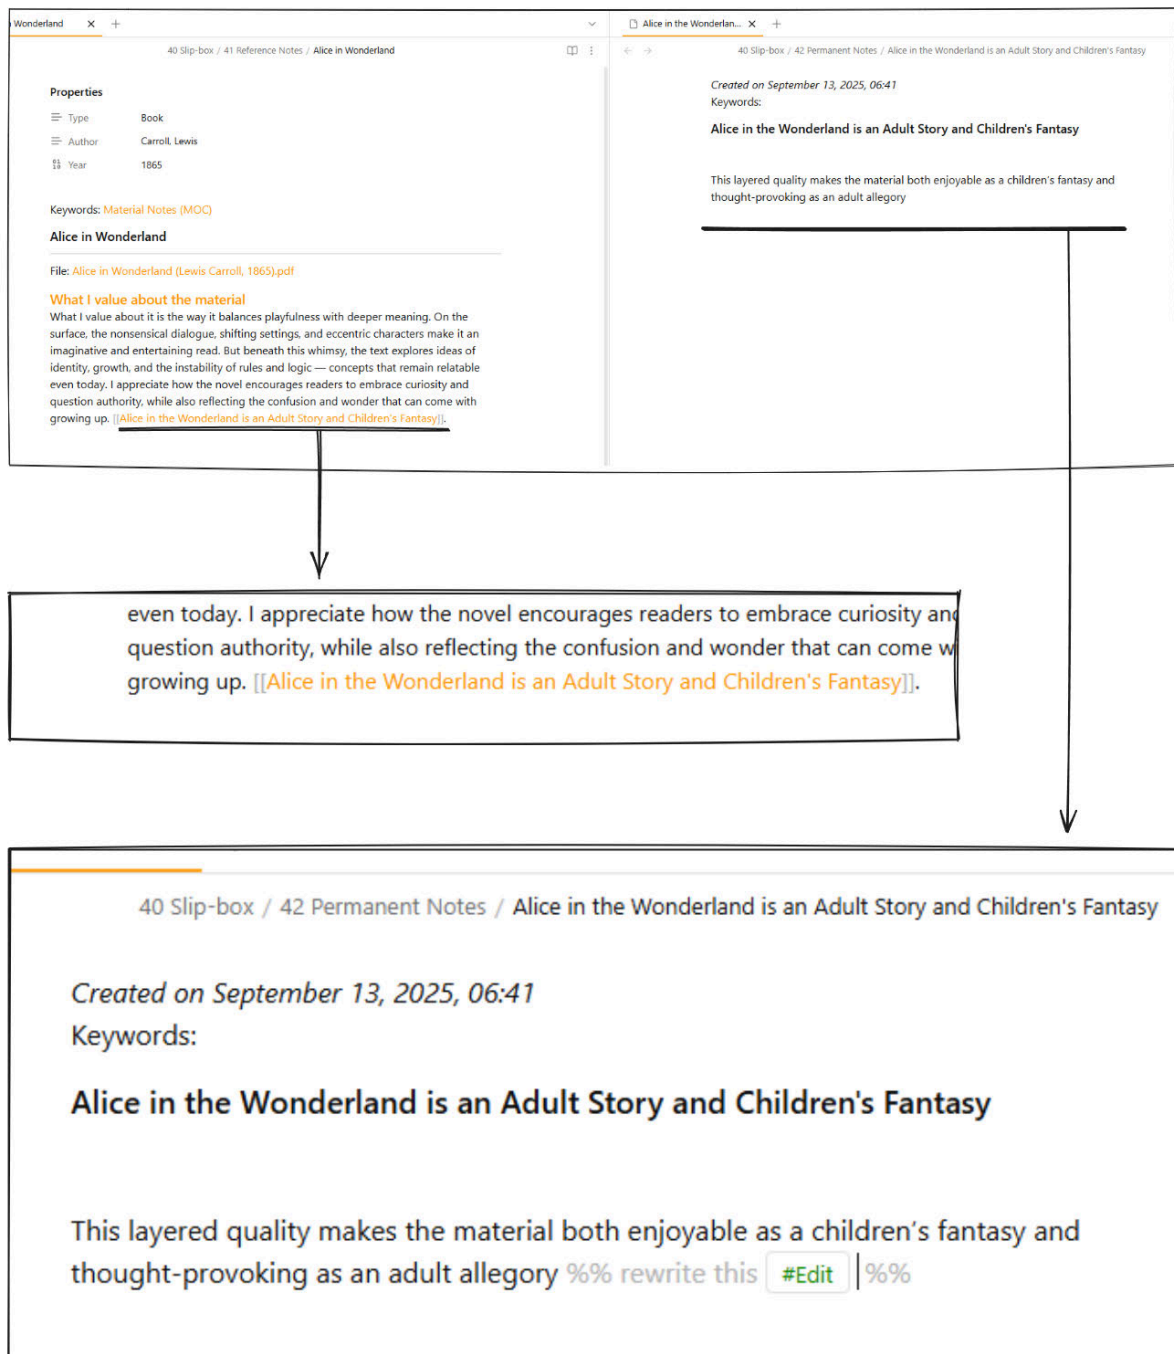 Wonderland
Alice in the Wonderlan...
40 Slip-box / 41 Reference Notes / Alice in Wonderland
40 Slip-box / 42 Permanent Notes / Alice in the Wonderland is an Adult Story and Children's Fantasy
Properties
Type Book
Author Carroll, Lewis
Year 1865
Keywords: Material Notes (MOC)
Alice in Wonderland
File: Alice in Wonderland (Lewis Carroll, 1865).pdf
What I value about the material
What I value about it is the way it balances playfulness with deeper meaning. On the
surface, the nonsensical dialogue, shifting settings, and eccentric characters make it an
imaginative and entertaining read. But beneath this whimsy, the text explores ideas of
identity, growth, and the instability of rules and logic — concepts that remain relatable
even today. I appreciate how the novel encourages readers to embrace curiosity and
question authority, while also reflecting the confusion and wonder that can come with
growing up. [[Alice in the Wonderland is an Adult Story and Children's Fantasy]].
Created on September 13, 2025, 06:41
Keywords:
Alice in the Wonderland is an Adult Story and Children's Fantasy
This layered quality makes the material both enjoyable as a children's fantasy and
thought-provoking as an adult allegory
even today. I appreciate how the novel encourages readers to embrace curiosity and
question authority, while also reflecting the confusion and wonder that can come w
growing up. [[Alice in the Wonderland is an Adult Story and Children's Fantasy]].
40 Slip-box / 42 Permanent Notes / Alice in the Wonderland is an Adult Story and Children's Fantasy
Created on September 13, 2025, 06:41
Keywords:
Alice in the Wonderland is an Adult Story and Children's Fantasy
This layered quality makes the material both enjoyable as a children's fantasy and
thought-provoking as an adult allegory %% rewrite this #Edit %%